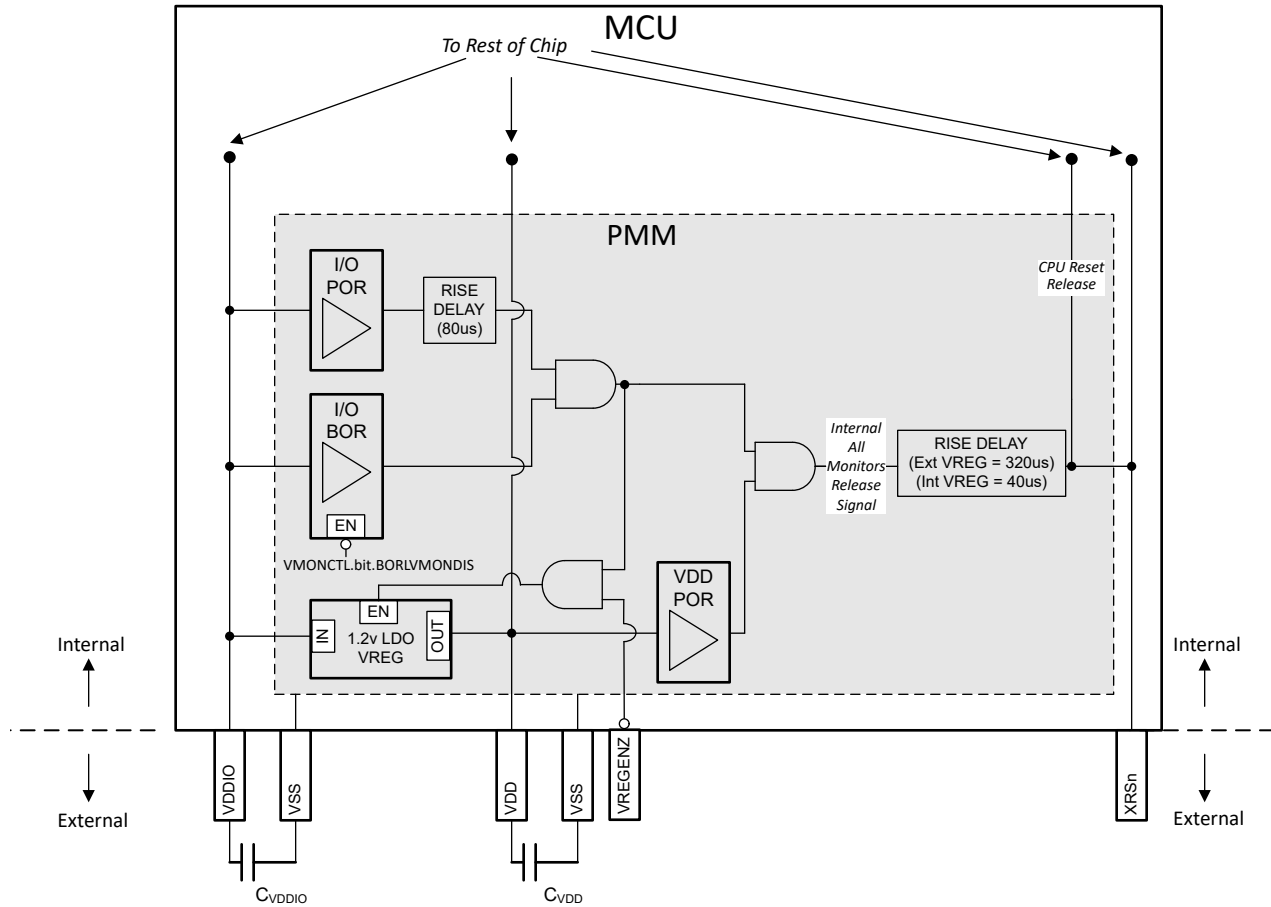 MCU
To Rest of Chip
PMM
I/O
POR
RISE
DELAY
(80us)
CPU Reset
Release
I/O
BOR
EN
VMONCTL.bit.BORLVMONDIS
Internal
All
Monitors
Release
Signal
RISE DELAY
(Ext VREG = 320us)
(Int VREG = 40us)
EN
IN
1.2v LDO
VREG
OUT
VDD
POR
Internal
External
Internal
External
VDDIO
VSS
VDD
VSS
VREGENZ
XRSn
CVDDIO
CVDD